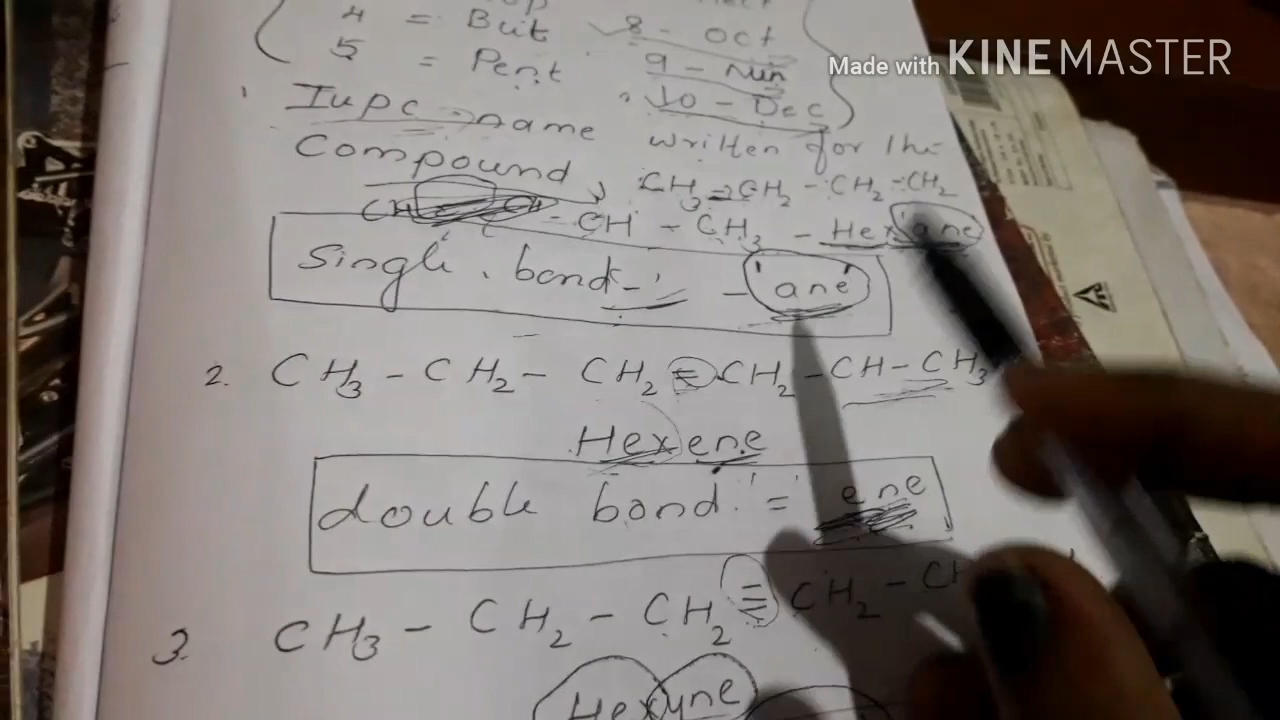 4 = But 8 - Oct
5 = Pent 9 - Nun
Made with KINEMASTER
10 - Dec
1 Iupc name written for the
Compound CH3 = CH2 - CH2 - CH2
- CH - CH3 - Hexane
Single bond - 'ane'
2. CH3 - CH2 - CH2 = CH2 - CH - CH3
Hexene
double bond = ene
3. CH3 - CH2 - CH2 ≡ CH2 - CH
Hexyne